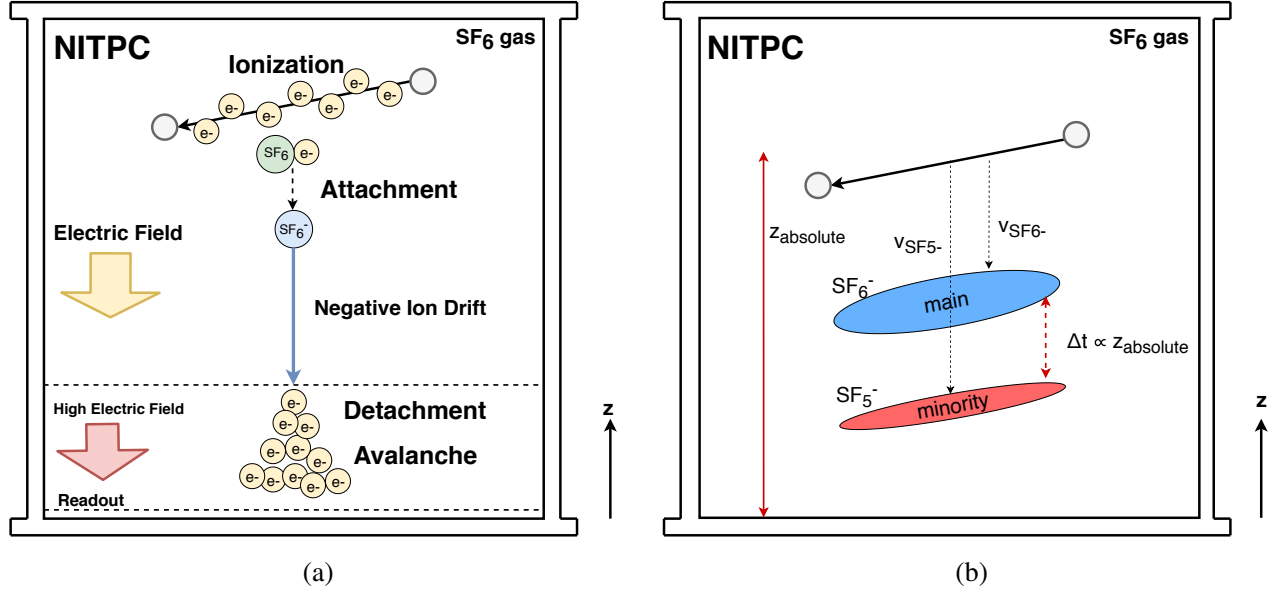 NITPC
SF6 gas
Ionization
e-
e-
e-
e-
e-
e-
e-
e-
SF6
e-
Attachment
SF6-
Electric Field
Negative Ion Drift
High Electric Field
Detachment
Avalanche
e-
e-
e-
e-
e-
e-
e-
e-
e-
e-
e-
Readout
z
(a)
NITPC
SF6 gas
zabsolute
vSF5-
vSF6-
SF6-
main
Δt ∝ zabsolute
SF5-
minority
z
(b)